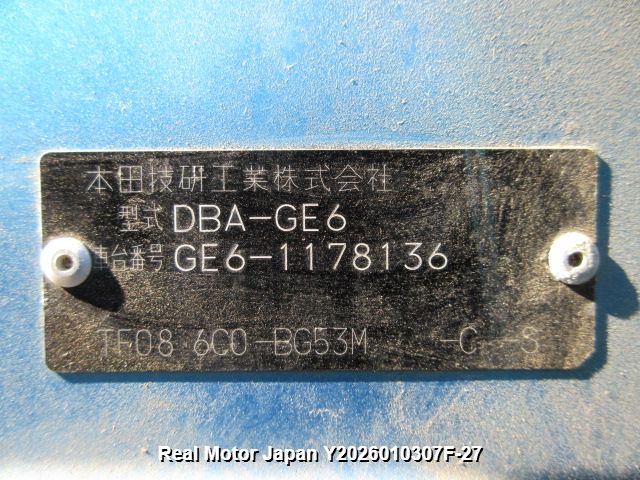 本田技研工業株式会社
型式 DBA-GE6
車台番号 GE6-1178136
TF08 6C0-BG53M -C--S
Real Motor Japan Y2026010307F-27